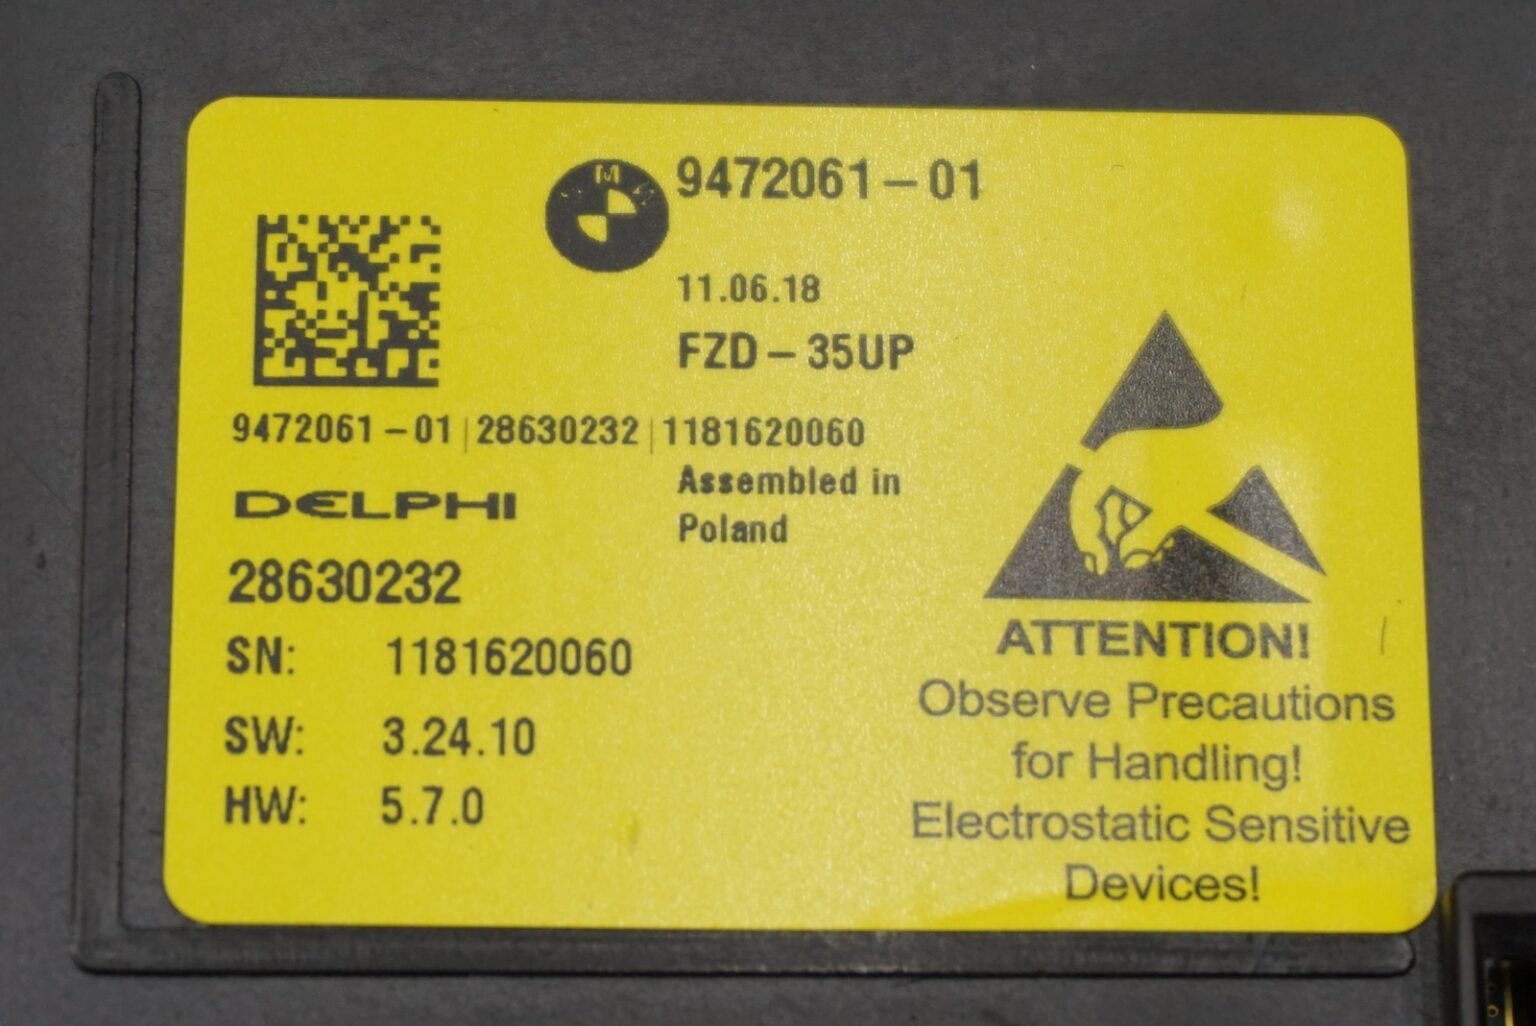 BMW
9472061-01
11.06.18
FZD-35UP
9472061-01|28630232|1181620060
Assembled in
Poland
DELPHI
28630232
SN: 1181620060
SW: 3.24.10
HW: 5.7.0
ATTENTION!
Observe Precautions
for Handling!
Electrostatic Sensitive
Devices!